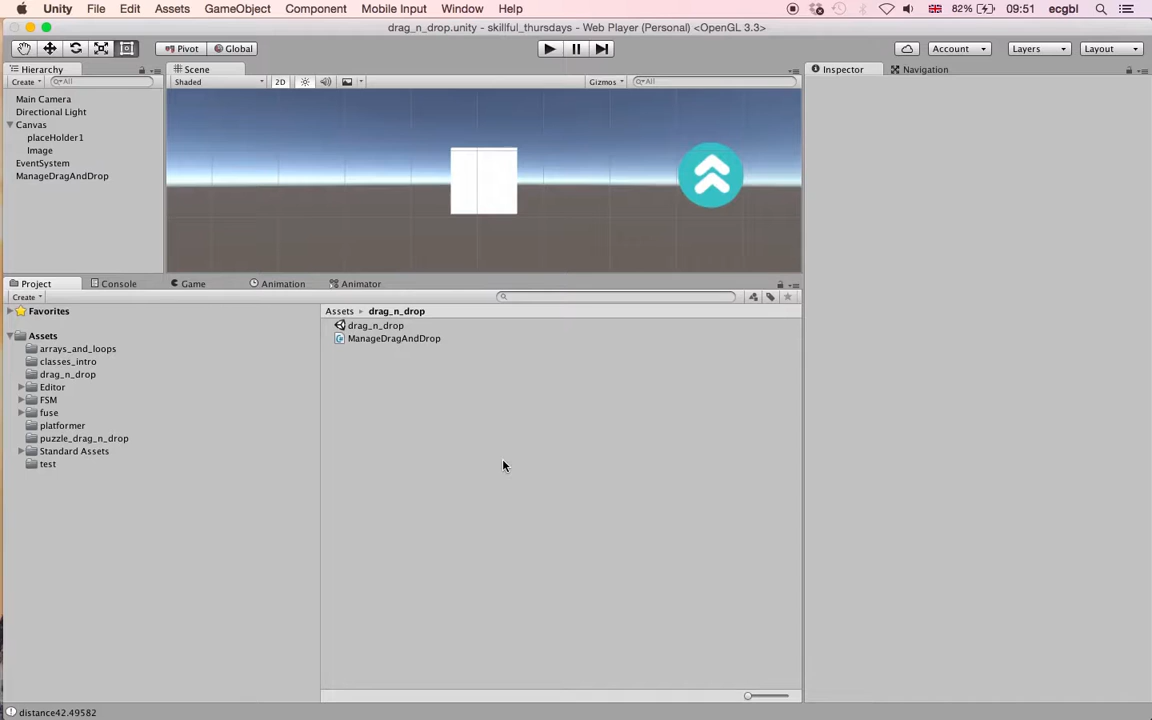 Unity File Edit Assets GameObject Component Mobile Input Window Help 82% 09:51 ecgbl
drag_n_drop.unity - skillful_thursdays - Web Player (Personal) <OpenGL 3.3>
Pivot Global Account Layers Layout
Hierarchy Scene Inspector Navigation
Create All Shaded 2D Gizmos All
Main Camera
Directional Light
Canvas
placeHolder1
Image
EventSystem
ManageDragAndDrop
Project Console Game Animation Animator
Create
Favorites
Assets drag_n_drop
Assets
arrays_and_loops
classes_intro
drag_n_drop
Editor
FSM
fuse
platformer
puzzle_drag_n_drop
Standard Assets
test
drag_n_drop
ManageDragAndDrop
distance42.49582